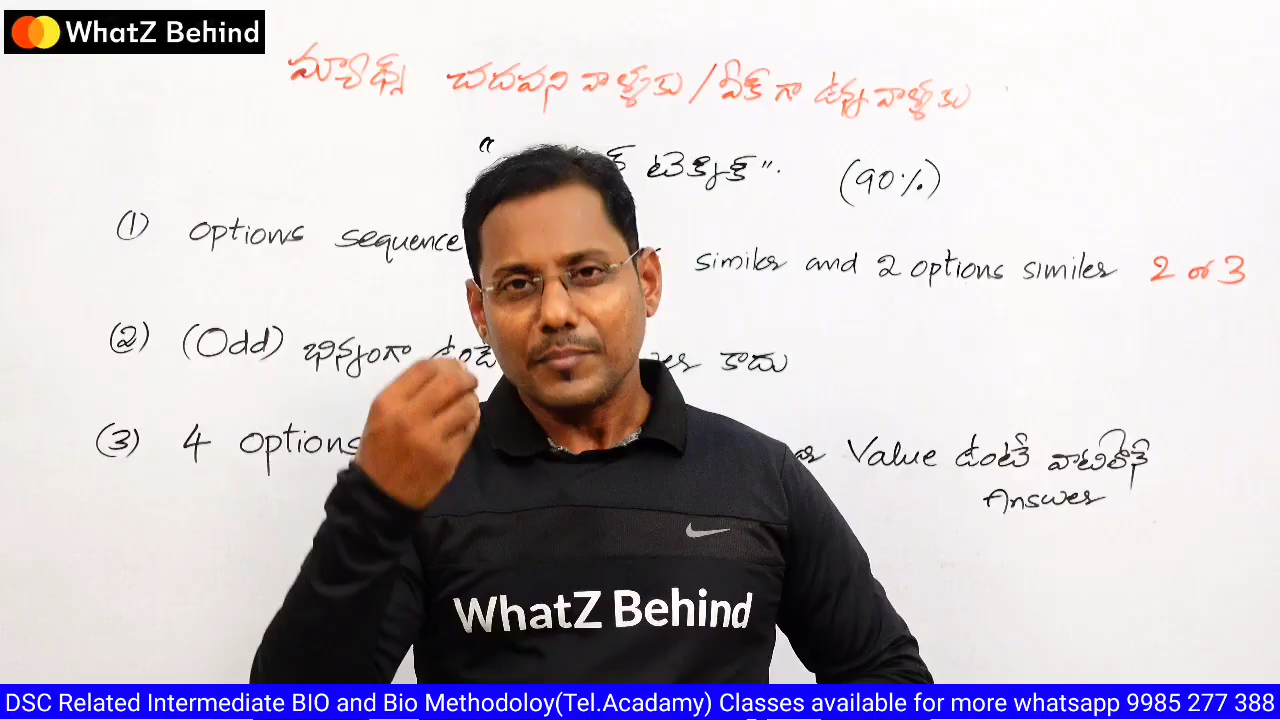 WhatZ Behind
మ్యాథ్స్ చదవని వాళ్ళకు / వీక్ గా ఉన్న వాళ్ళకు
టెక్నిక్". (90%)
(1) options sequence similer and 2 options similer 2 or 3
(2) (Odd) భిన్యంగా ఉండే కాదు
(3) 4 options Value ఉంటే వాటిలోనే
Answer
WhatZ Behind
DSC Related Intermediate BIO and Bio Methodoloy(Tel.Acadamy) Classes available for more whatsapp 9985 277 388